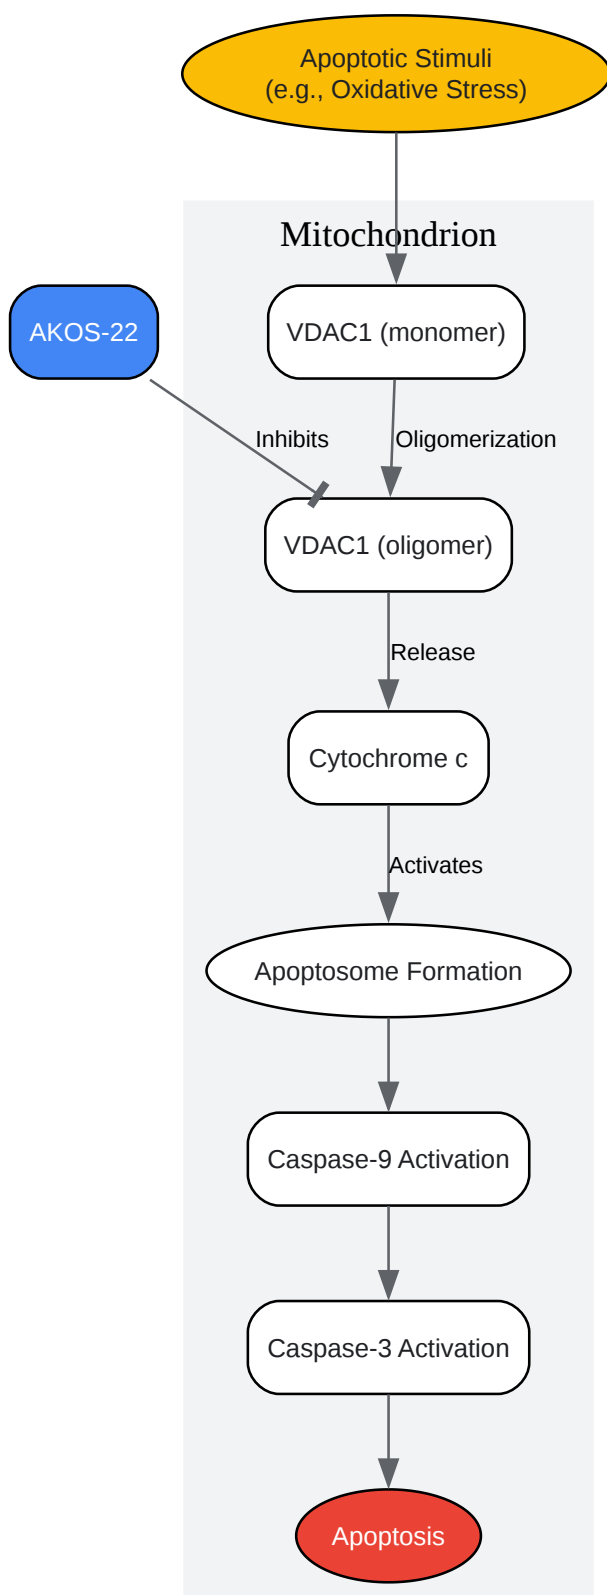 Apoptotic Stimuli
(e.g., Oxidative Stress)
Mitochondrion
AKOS-22
VDAC1 (monomer)
Inhibits
Oligomerization
VDAC1 (oligomer)
Release
Cytochrome c
Activates
Apoptosome Formation
Caspase-9 Activation
Caspase-3 Activation
Apoptosis